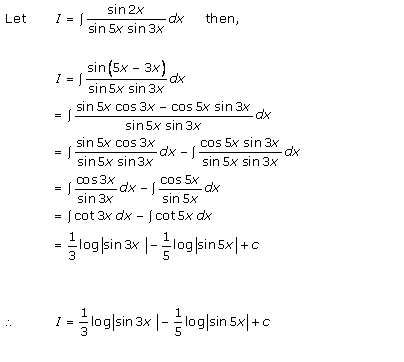 Let I = ∫ sin 2x / sin 5x sin 3x dx then,
I = ∫ sin(5x − 3x) / sin 5x sin 3x dx
= ∫ sin 5x cos 3x − cos 5x sin 3x / sin 5x sin 3x dx
= ∫ sin 5x cos 3x / sin 5x sin3x dx − ∫ cos 5x sin 3x / sin 5x sin 3x dx
= ∫ cos3x / sin 3x dx − ∫ cos 5x / sin 5x dx
= ∫ cot 3x dx − ∫ cot 5x dx
= 1/3 log|sin 3x| − 1/5 log|sin 5x| + c
∴ I = 1/3 log|sin 3x| − 1/5 log|sin 5x| + c